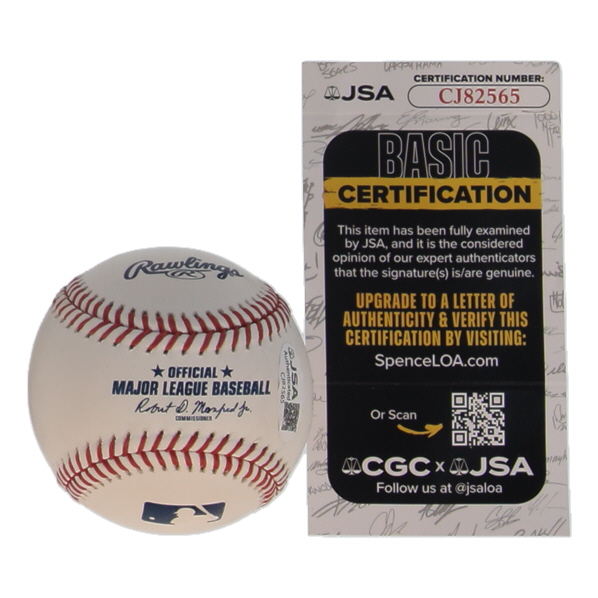 Rawlings
R
★ OFFICIAL ★
MAJOR LEAGUE BASEBALL
Robert D. Manfred Jr.
COMMISSIONER
JSA
Authenticated
CJ82565
JSA
CERTIFICATION NUMBER:
CJ82565
BASIC
CERTIFICATION
This item has been fully examined
by JSA, and it is the considered
opinion of our expert authenticators
that the signature(s) is/are genuine.
UPGRADE TO A LETTER OF
AUTHENTICITY & VERIFY THIS
CERTIFICATION BY VISITING:
SpenceLOA.com
Or Scan
CGC x JSA
Follow us at @jsaloa